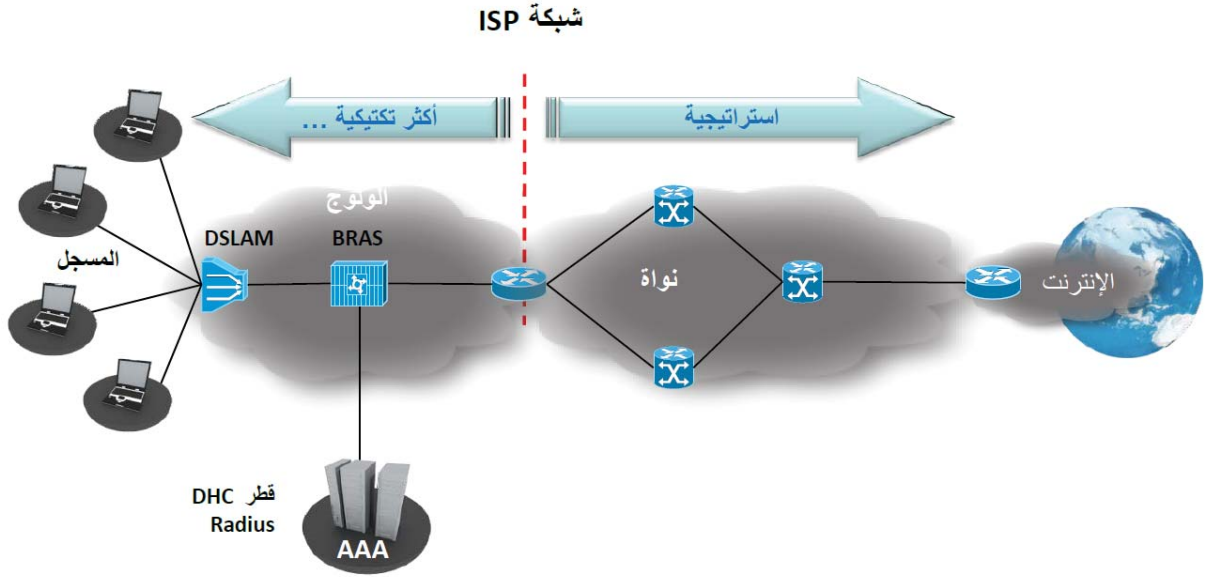 شبكة ISP
أكثر تكتيكية ...
استراتيجية
الولوج
DSLAM
BRAS
المسجل
نواة
الإنترنت
قطر DHC
Radius
AAA